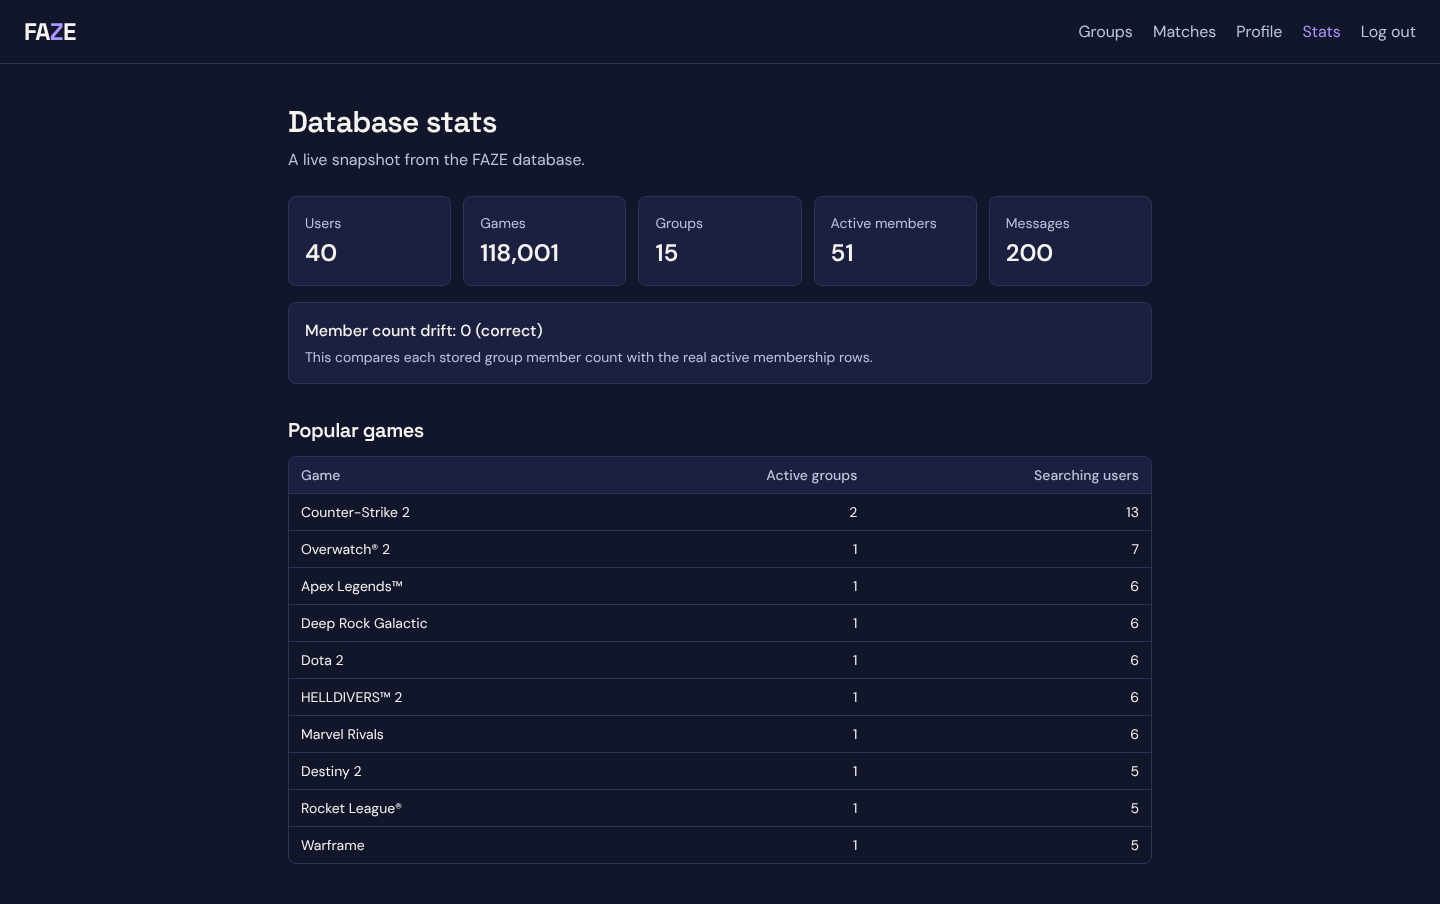 FAZE
Groups Matches Profile Stats Log out
Database stats
A live snapshot from the FAZE database.
Users Games Groups Active members Messages
40 118,001 15 51 200
Member count drift: 0 (correct)
This compares each stored group member count with the real active membership rows.
Popular games
Game Active groups Searching users
Counter-Strike 2 2 13
Overwatch® 2 1 7
Apex Legends™ 1 6
Deep Rock Galactic 1 6
Dota 2 1 6
HELLDIVERS™ 2 1 6
Marvel Rivals 1 6
Destiny 2 1 5
Rocket League® 1 5
Warframe 1 5